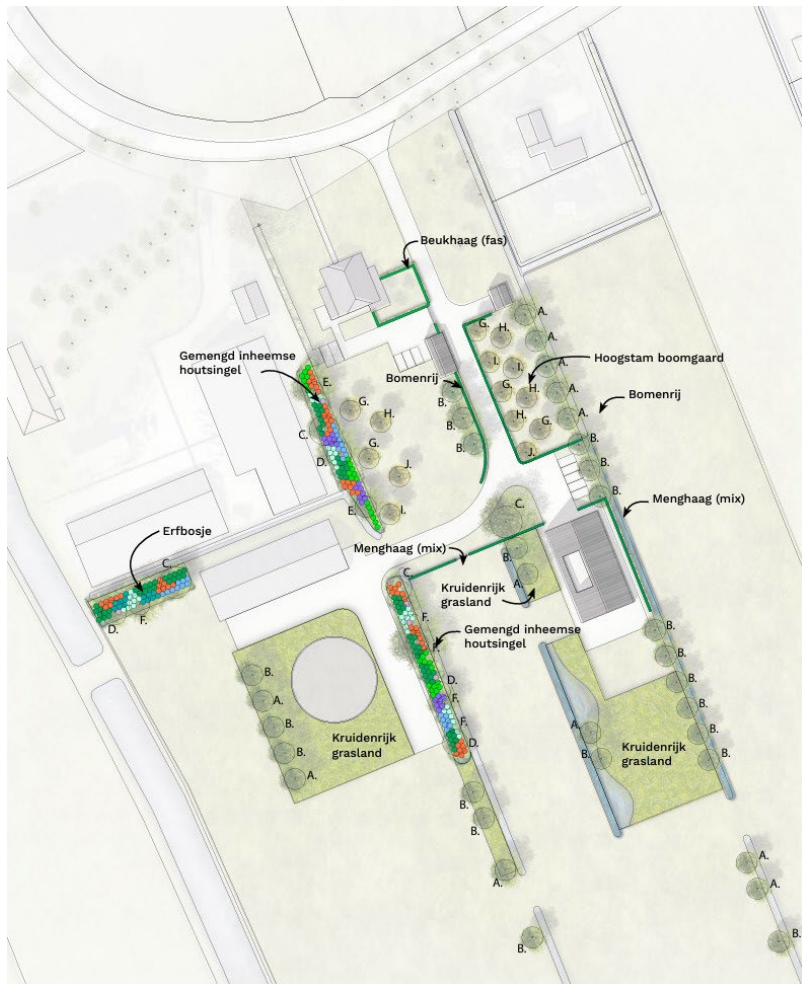 Beukhaag (fas)
A.
G.
H.
A.
Gemengd inheemse
houtsingel
I.
I.
A.
Hoogstam boomgaard
E.
Bomenrij
G.
H.
A.
Bomenrij
B.
G.
H.
B.
H.
G.
A.
C.
B.
B.
G.
J.
D.
B.
J.
B.
Menghaag (mix)
E.
I.
C.
Erfbosje
Menghaag (mix)
C.
B.
C.
A.
Kruidenrijk
grasland
D.
F.
F.
Gemengd inheemse
houtsingel
B.
F.
B.
B.
D.
B.
A.
F.
B.
B.
F.
A.
B.
Kruidenrijk
grasland
D.
B.
Kruidenrijk
grasland
B.
A.
B.
B.
A.
A.
A.
B.
B.